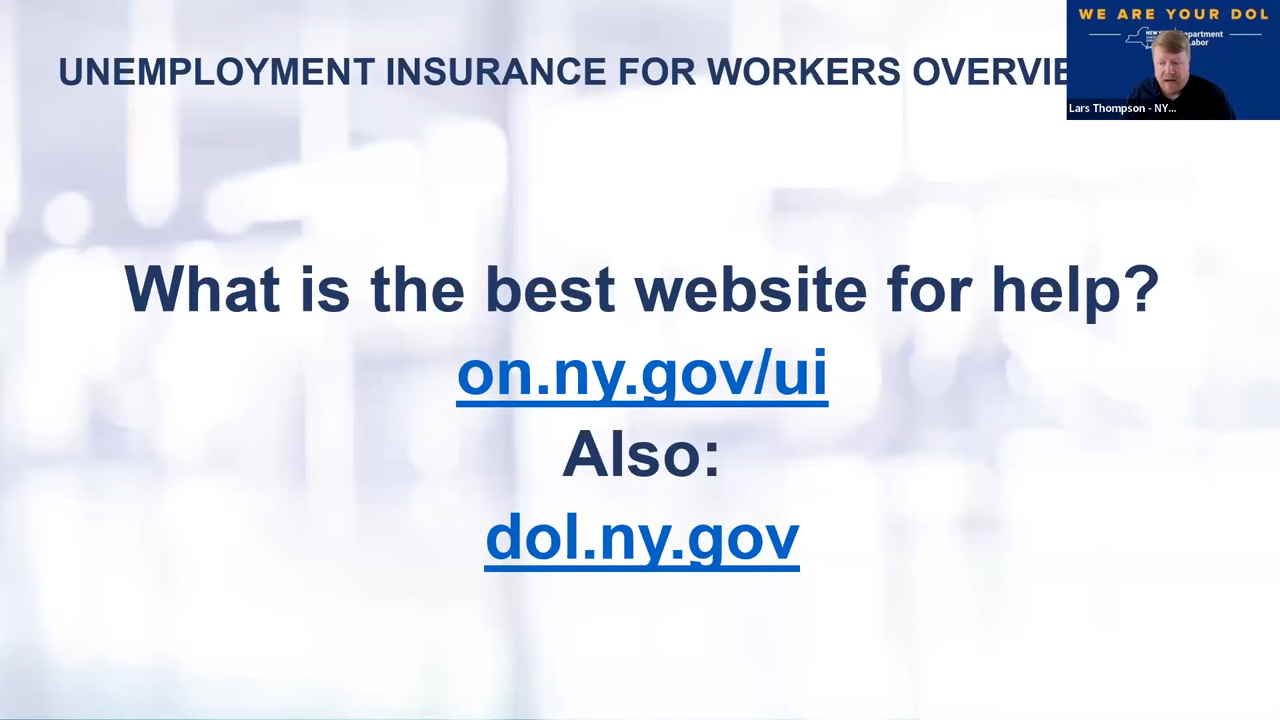 UNEMPLOYMENT INSURANCE FOR WORKERS OVERVIE
WE ARE YOUR DOL
Lars Thompson - NY...
What is the best website for help?
on.ny.gov/ui
Also:
dol.ny.gov